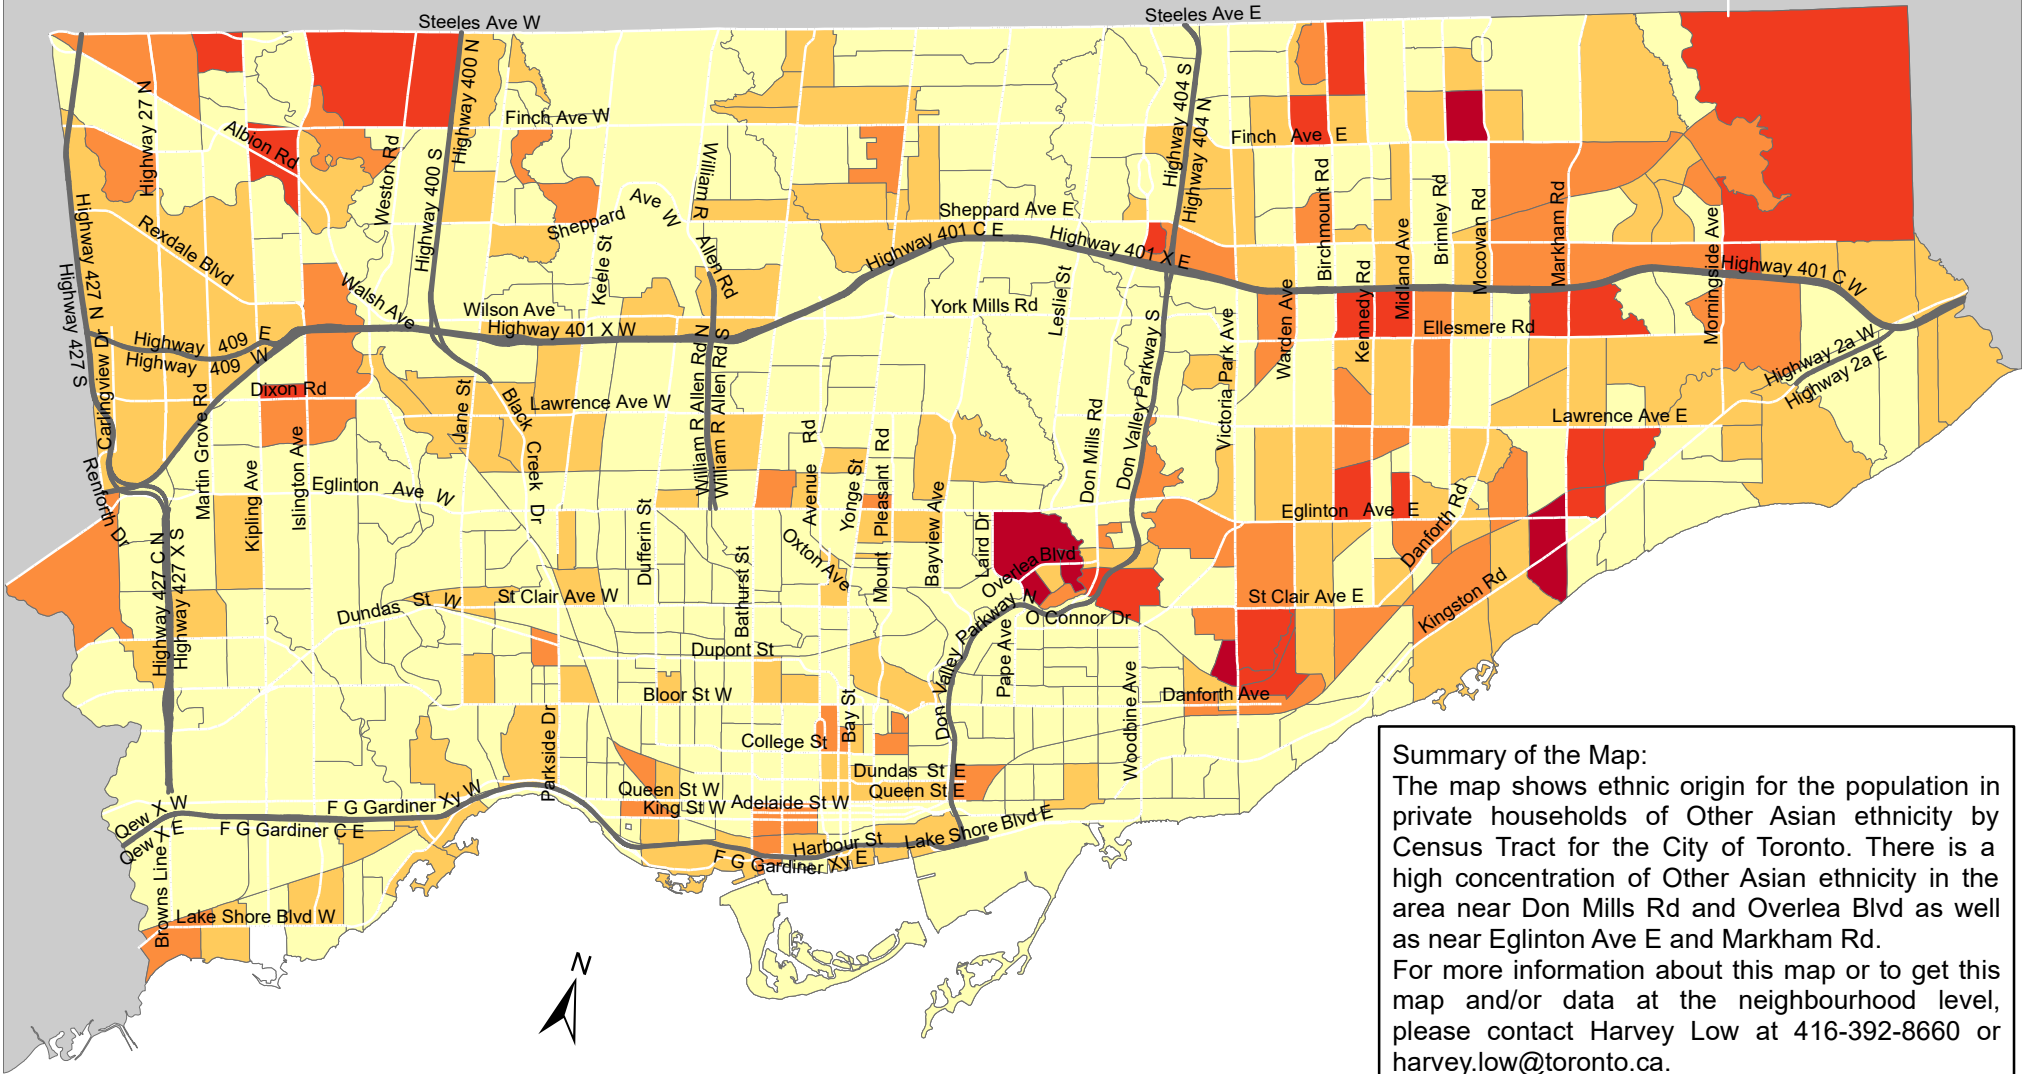 Steeles Ave W
Steeles Ave E
Highway 27 N
Albion Rd
Weston Rd
Highway 400 N
Highway 400 S
Finch Ave W
William R
Allen Rd
Highway 404 S
Highway 404 N
Finch Ave E
Highway 427 N
Highway 427 S
Rexdale Blvd
Walsh Ave
Sheppard Ave W
Keele St
Sheppard Ave E
Highway 401 C E
Highway 401 X E
Birchmount Rd
Midland Ave
Brimley Rd
Mccowan Rd
Markham Rd
Morningside Ave
Highway 401 C W
Highway 409 E
Highway 409 W
Highway 427 S
Carlingview Dr
Wilson Ave
Highway 401 X W
York Mills Rd
Leslie St
Warden Ave
Kennedy Rd
Ellesmere Rd
Highway 2a W
Highway 2a E
Dixon Rd
Martin Grove Rd
Kipling Ave
Islington Ave
Jane St
Black Creek Dr
Lawrence Ave W
William R Allen Rd N
William R Allen Rd S
Avenue Rd
Yonge St
Mount Pleasant Rd
Don Mills Rd
Don Valley Parkway S
Victoria Park Ave
Lawrence Ave E
Renforth Dr
Eglinton Ave W
Dufferin St
Bathurst St
Oxton Ave
Bayview Ave
Laird Dr
Overlea Blvd
Eglinton Ave E
Danforth Rd
Kingston Rd
Highway 427 C N
Highway 427 X S
Dundas St W
St Clair Ave W
St Clair Ave E
O Connor Dr
Don Valley Parkway N
Pape Ave
Dupont St
Bloor St W
Bay St
Woodbine Ave
Danforth Ave
Parkside Dr
College St
Dundas St E
Queen St E
Queen St W
King St W
Adelaide St W
Qew X W
Qew X E
F G Gardiner Xy W
F G Gardiner C E
Harbour St
Lake Shore Blvd E
F G Gardiner Xy E
Browns Line
Lake Shore Blvd W
N
Summary of the Map:
The map shows ethnic origin for the population in
private households of Other Asian ethnicity by
Census Tract for the City of Toronto. There is a
high concentration of Other Asian ethnicity in the
area near Don Mills Rd and Overlea Blvd as well
as near Eglinton Ave E and Markham Rd.
For more information about this map or to get this
map and/or data at the neighbourhood level,
please contact Harvey Low at 416-392-8660 or
harvey.low@toronto.ca.